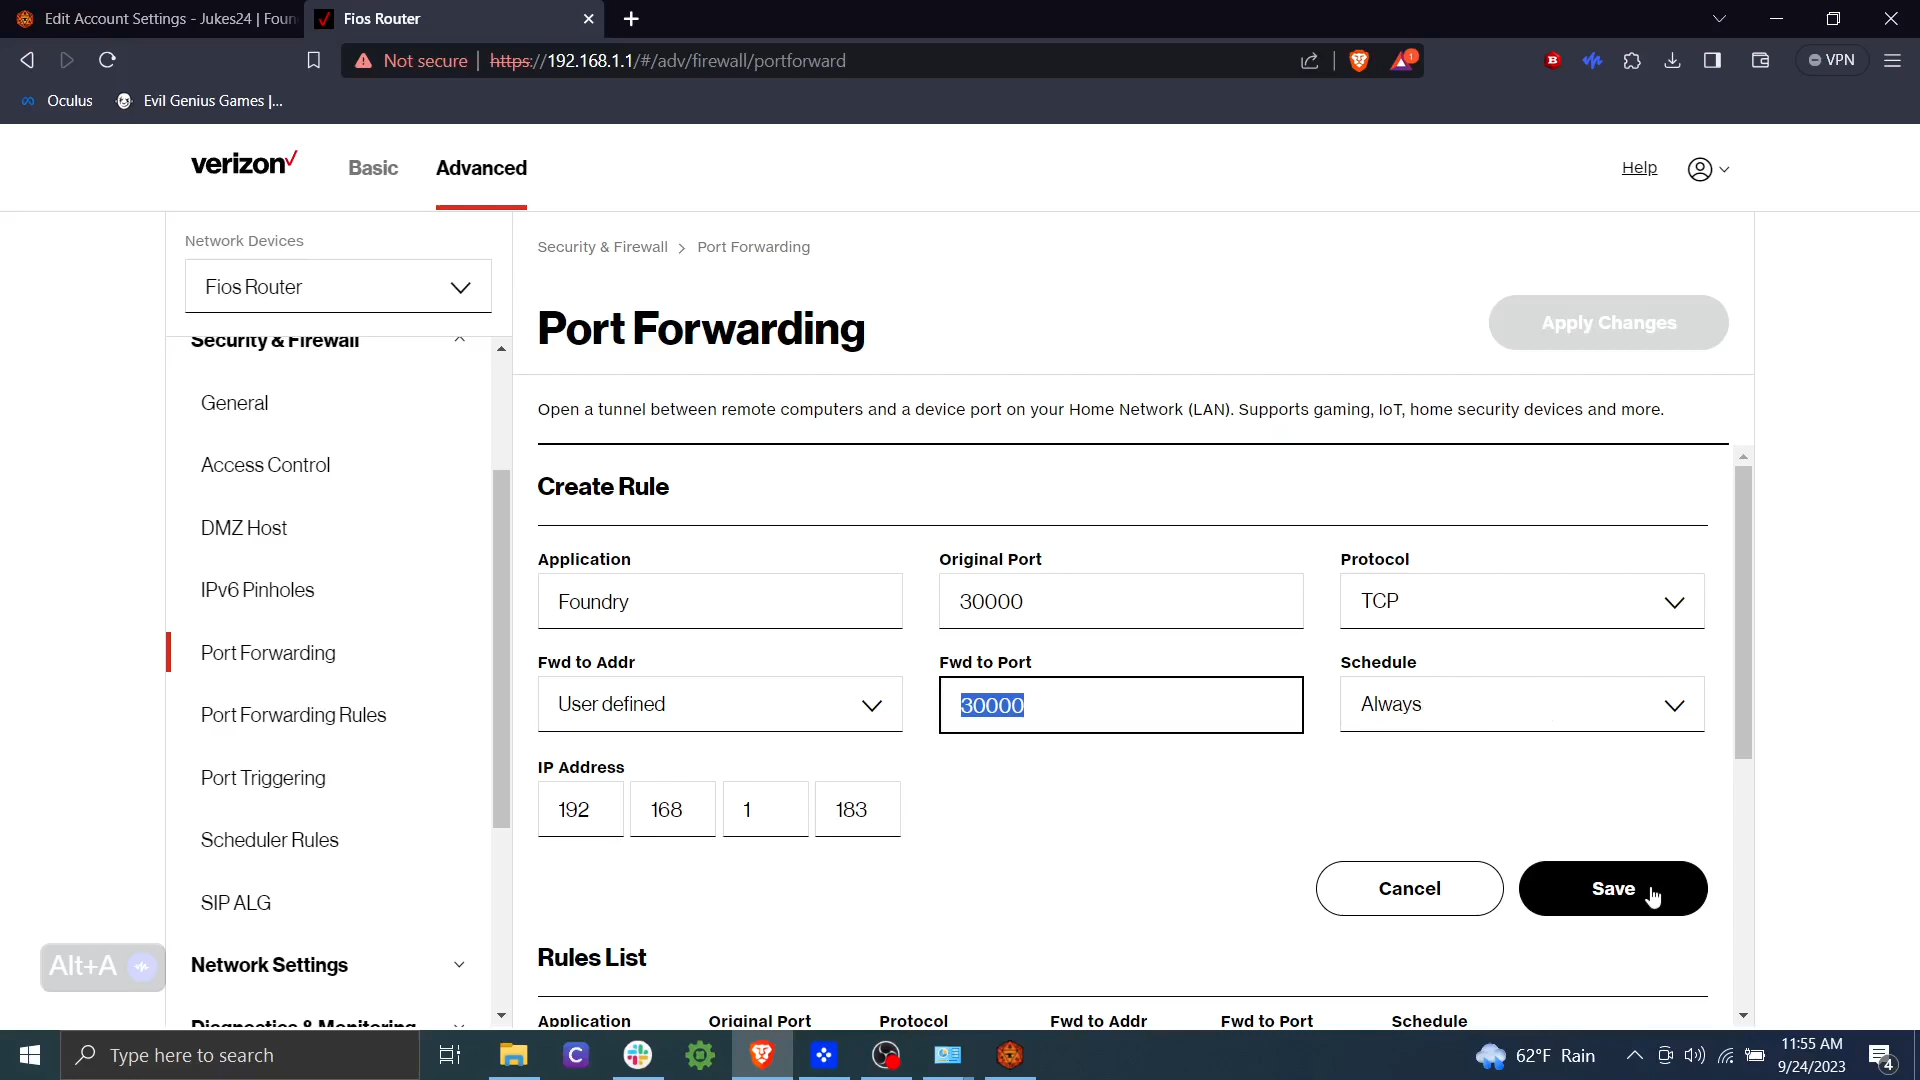 Edit Account Settings - Jukes24 | Foun
Fios Router
Not secure
https://192.168.1.1/#/adv/firewall/portforward
1
B
VPN
Oculus
Evil Genius Games |...
verizon
Basic
Advanced
Help
Network Devices
Fios Router
Security & Firewall
General
Access Control
DMZ Host
IPv6 Pinholes
Port Forwarding
Port Forwarding Rules
Port Triggering
Scheduler Rules
SIP ALG
Network Settings
Diagnostics & Monitoring
Alt+A
Security & Firewall > Port Forwarding
Port Forwarding
Apply Changes
Open a tunnel between remote computers and a device port on your Home Network (LAN). Supports gaming, IoT, home security devices and more.
Create Rule
Application
Original Port
Protocol
Foundry
30000
TCP
Fwd to Addr
Fwd to Port
Schedule
User defined
30000
Always
IP Address
192
168
1
183
Cancel
Save
Rules List
Application
Original Port
Protocol
Fwd to Addr
Fwd to Port
Schedule
Type here to search
C
62°F Rain
11:55 AM
9/24/2023
4